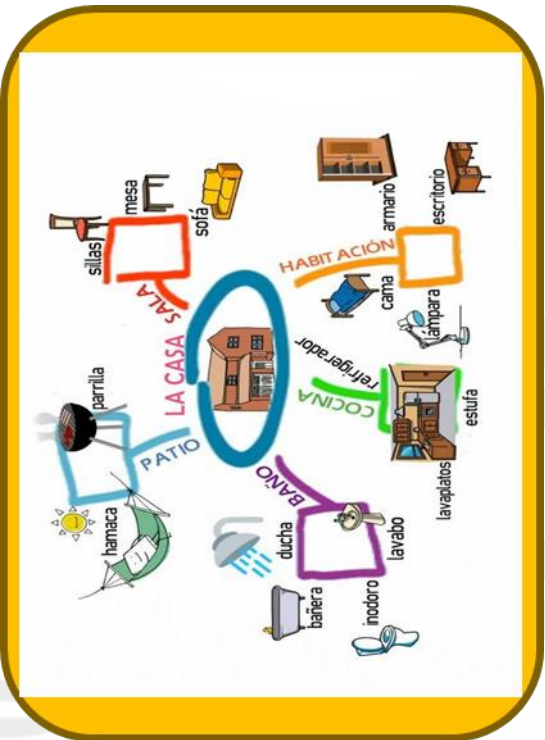 LA CASA
SALA
sillas
mesa
sofá
HABITACIÓN
armario
escritorio
cama
lámpara
COCINA
refrigerador
estufa
lavaplatos
BAÑO
ducha
lavabo
bañera
inodoro
PATIO
parrilla
hamaca